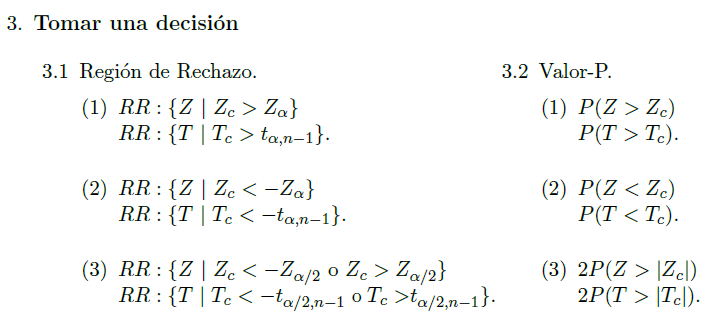 3. Tomar una decisión
3.1 Región de Rechazo.
(1) RR : {Z | Z_c > Z_α}
RR : {T | T_c > t_{α,n−1}}.
(2) RR : {Z | Z_c < −Z_α}
RR : {T | T_c < −t_{α,n−1}}.
(3) RR : {Z | Z_c < −Z_{α/2} o Z_c > Z_{α/2}}
RR : {T | T_c < −t_{α/2,n−1} o T_c >t_{α/2,n−1}}.
3.2 Valor-P.
(1) P(Z > Z_c)
P(T > T_c).
(2) P(Z < Z_c)
P(T < T_c).
(3) 2P(Z > |Z_c|)
2P(T > |T_c|).